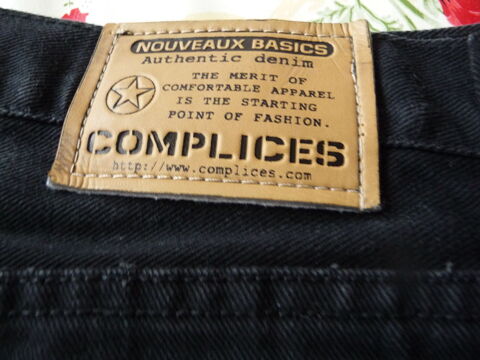 NOUVEAUX BASICS
Authentic denim
THE MERIT OF
COMFORTABLE APPAREL
IS THE STARTING
POINT OF FASHION.
COMPLICES
http://www.complices.com